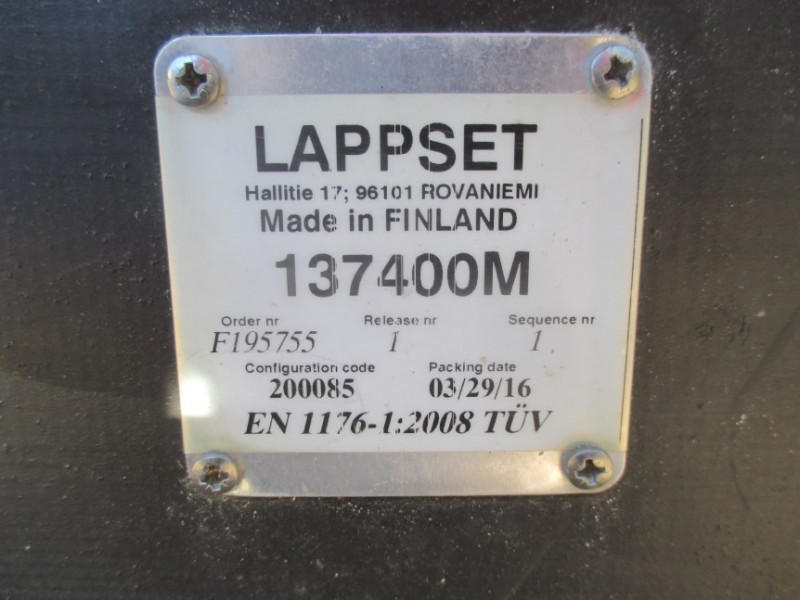 LAPPSET
Hallitie 17; 96101 ROVANIEMI
Made in FINLAND
137400M
Order nr Release nr Sequence nr
F195755 1 1
Configuration code Packing date
200085 03/29/16
EN 1176-1:2008 TÜV